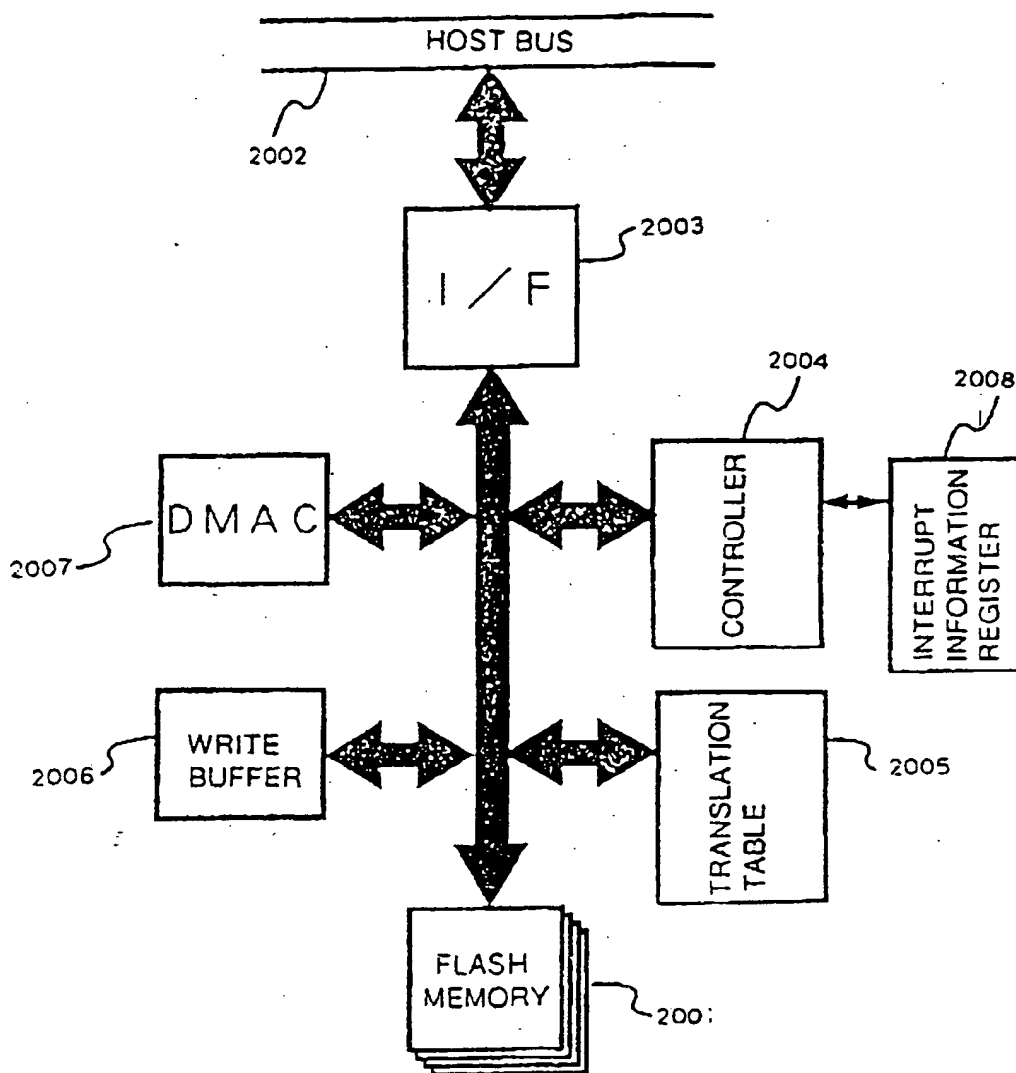 HOST BUS
2002
2003
I/F
2004
2008
DMAC
CONTROLLER
INTERRUPT
INFORMATION
REGISTER
2007
WRITE
BUFFER
TRANSLATION
TABLE
2006
2005
FLASH
MEMORY